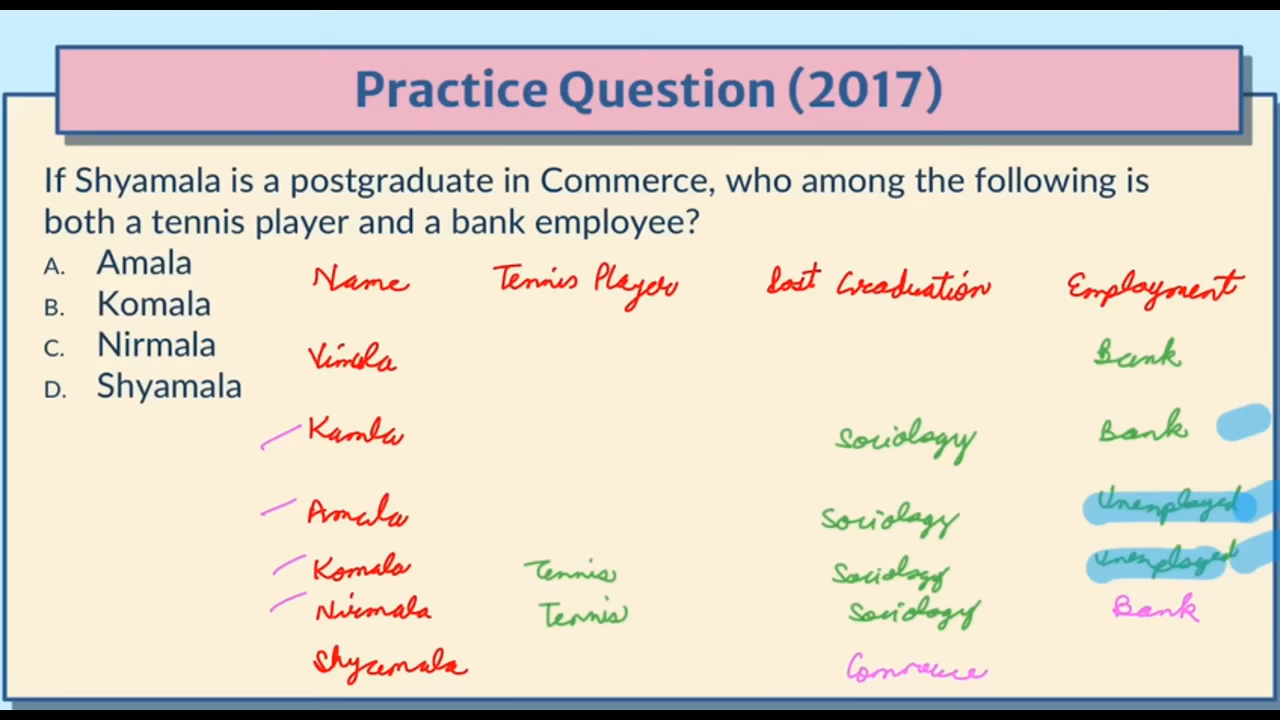 Practice Question (2017)
If Shyamala is a postgraduate in Commerce, who among the following is
both a tennis player and a bank employee?
A. Amala
B. Komala
C. Nirmala
D. Shyamala
Name Tennis Player Post Graduation Employment
Vimala Bank
Kamla Sociology Bank
Amala Sociology Unemployed
Komala Tennis Sociology Unemployed
Nirmala Tennis Sociology Bank
Shyamala Commerce